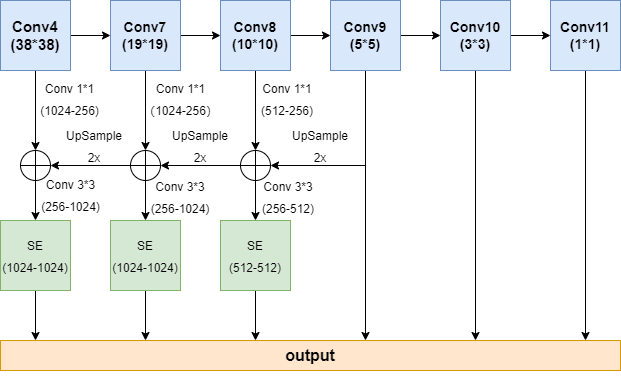 Conv4
(38*38)
Conv7
(19*19)
Conv8
(10*10)
Conv9
(5*5)
Conv10
(3*3)
Conv11
(1*1)
Conv 1*1
(1024-256)
Conv 1*1
(1024-256)
Conv 1*1
(512-256)
UpSample
2x
UpSample
2x
UpSample
2x
Conv 3*3
(256-1024)
Conv 3*3
(256-1024)
Conv 3*3
(256-512)
SE
(1024-1024)
SE
(1024-1024)
SE
(512-512)
output